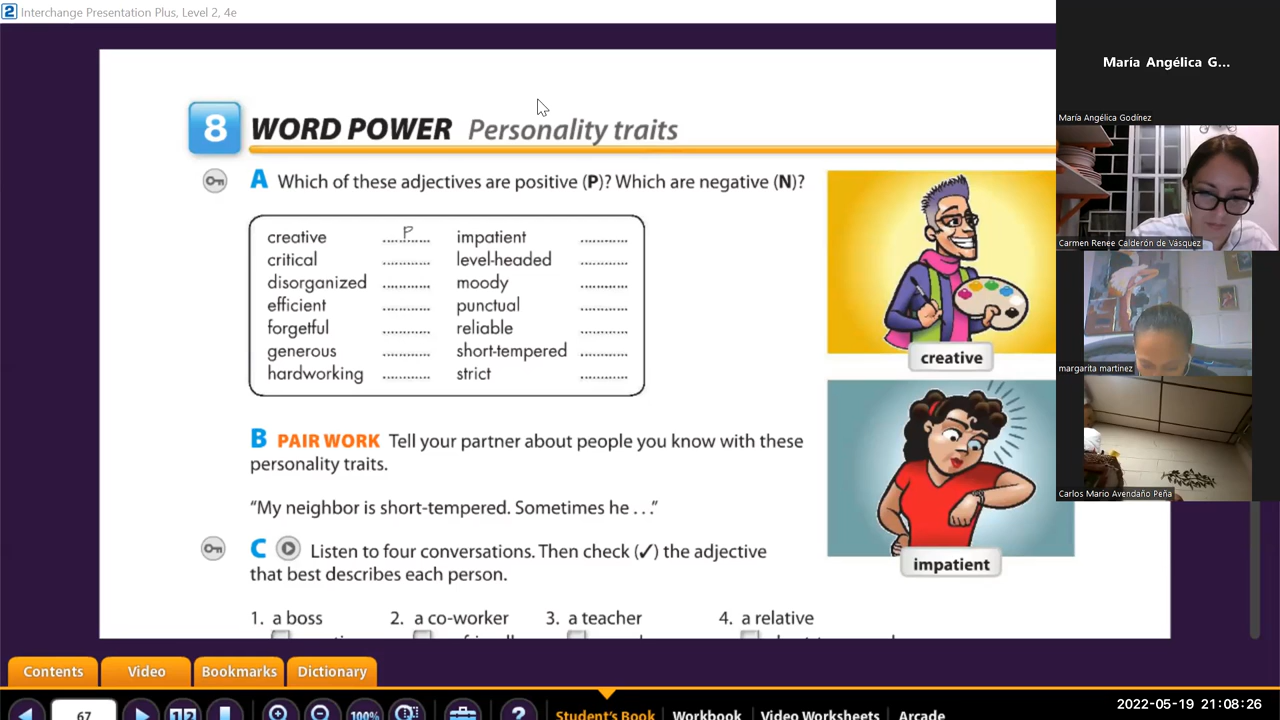 Interchange Presentation Plus, Level 2, 4e
María Angélica G...
María Angélica Godínez
8 WORD POWER Personality traits
A Which of these adjectives are positive (P)? Which are negative (N)?
creative ....P.... impatient ............
critical ............ level-headed ............
disorganized ............ moody ............
efficient ............ punctual ............
forgetful ............ reliable ............
generous ............ short-tempered ............
hardworking ............ strict ............
creative
Carmen Renee Calderón de Vásquez
margarita martinez
Carlos Mario Avendaño Peña
B PAIR WORK Tell your partner about people you know with these
personality traits.
"My neighbor is short-tempered. Sometimes he . . ."
C Listen to four conversations. Then check (✓) the adjective
that best describes each person.
impatient
1. a boss 2. a co-worker 3. a teacher 4. a relative
Contents Video Bookmarks Dictionary
67 1 2 100% ? Student's Book Workbook Video Worksheets Arcade
2022-05-19 21:08:26